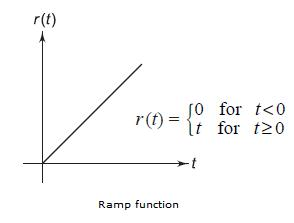 r(t)
r(t) = {0 for t<0
t for t≥0
t
Ramp function